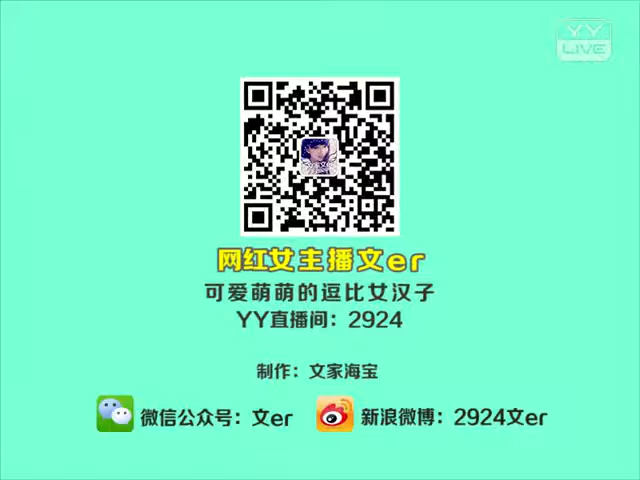 YY
LIVE
网红女主播文er
可爱萌萌的逗比女汉子
YY直播间：2924
制作：文家海宝
微信公众号：文er
新浪微博：2924文er